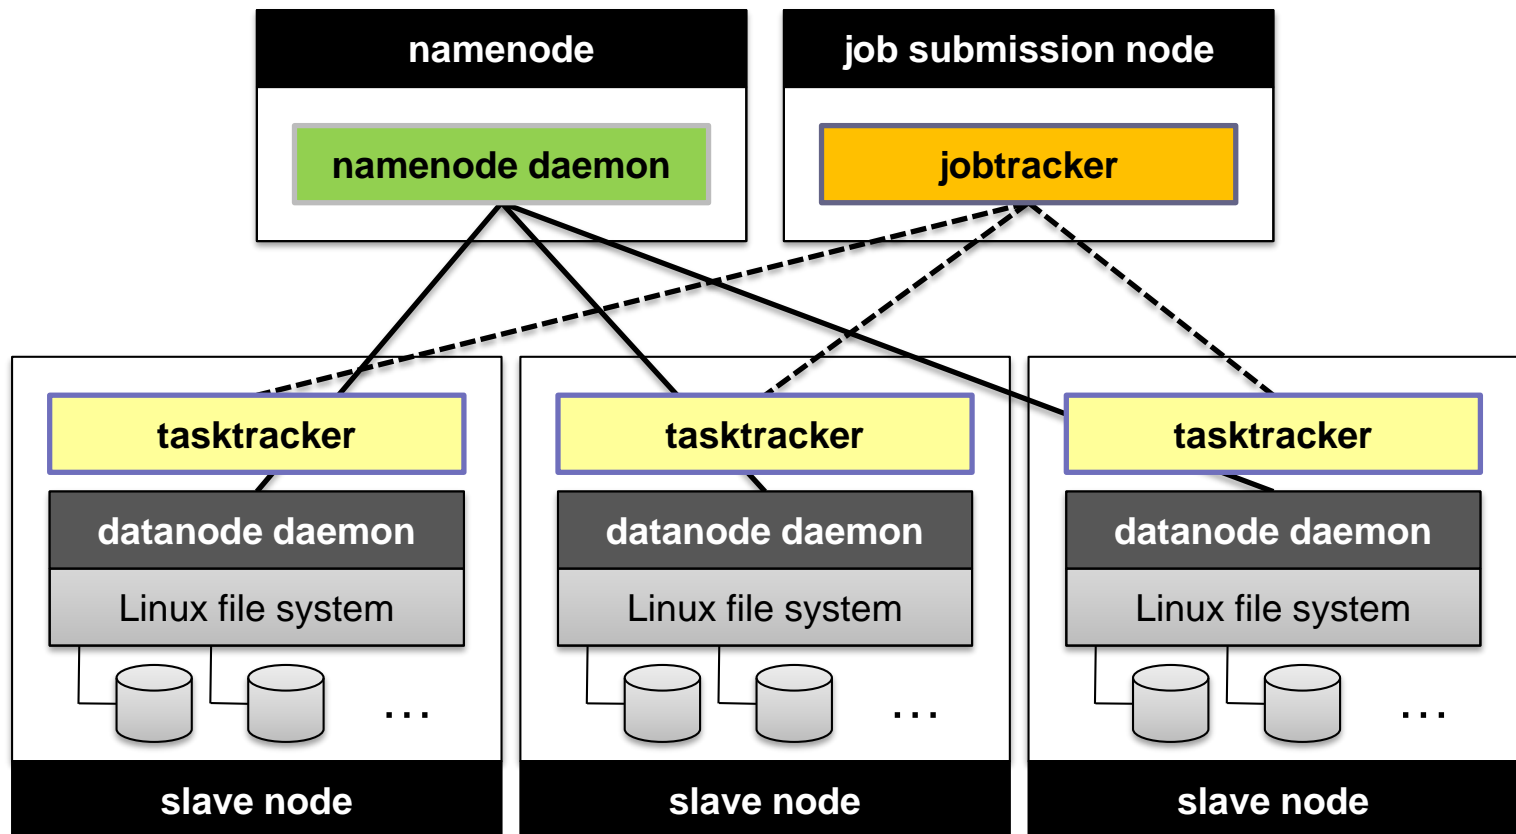 namenode
job submission node
namenode daemon
jobtracker
tasktracker
tasktracker
tasktracker
datanode daemon
datanode daemon
datanode daemon
Linux file system
Linux file system
Linux file system
…
…
…
slave node
slave node
slave node